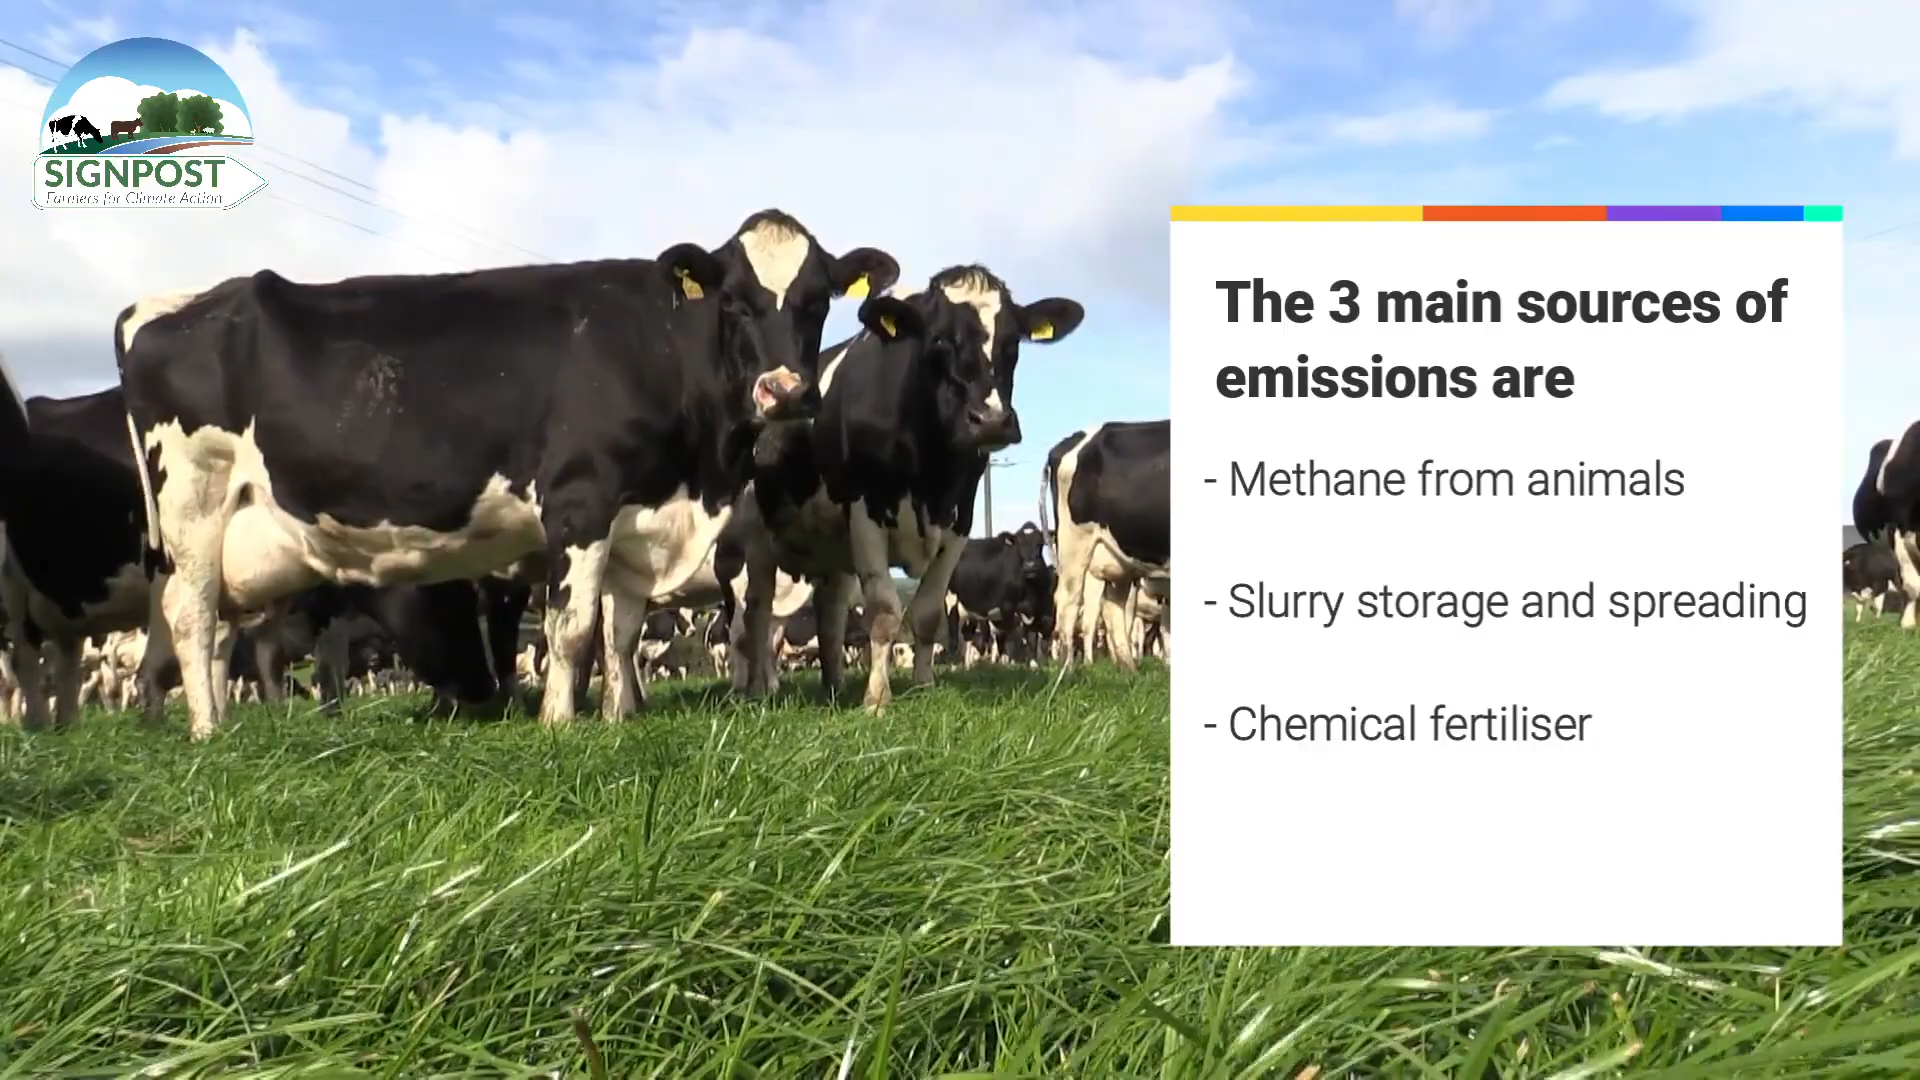 SIGNPOST
Farmers for Climate Action
The 3 main sources of
emissions are
- Methane from animals
- Slurry storage and spreading
- Chemical fertiliser